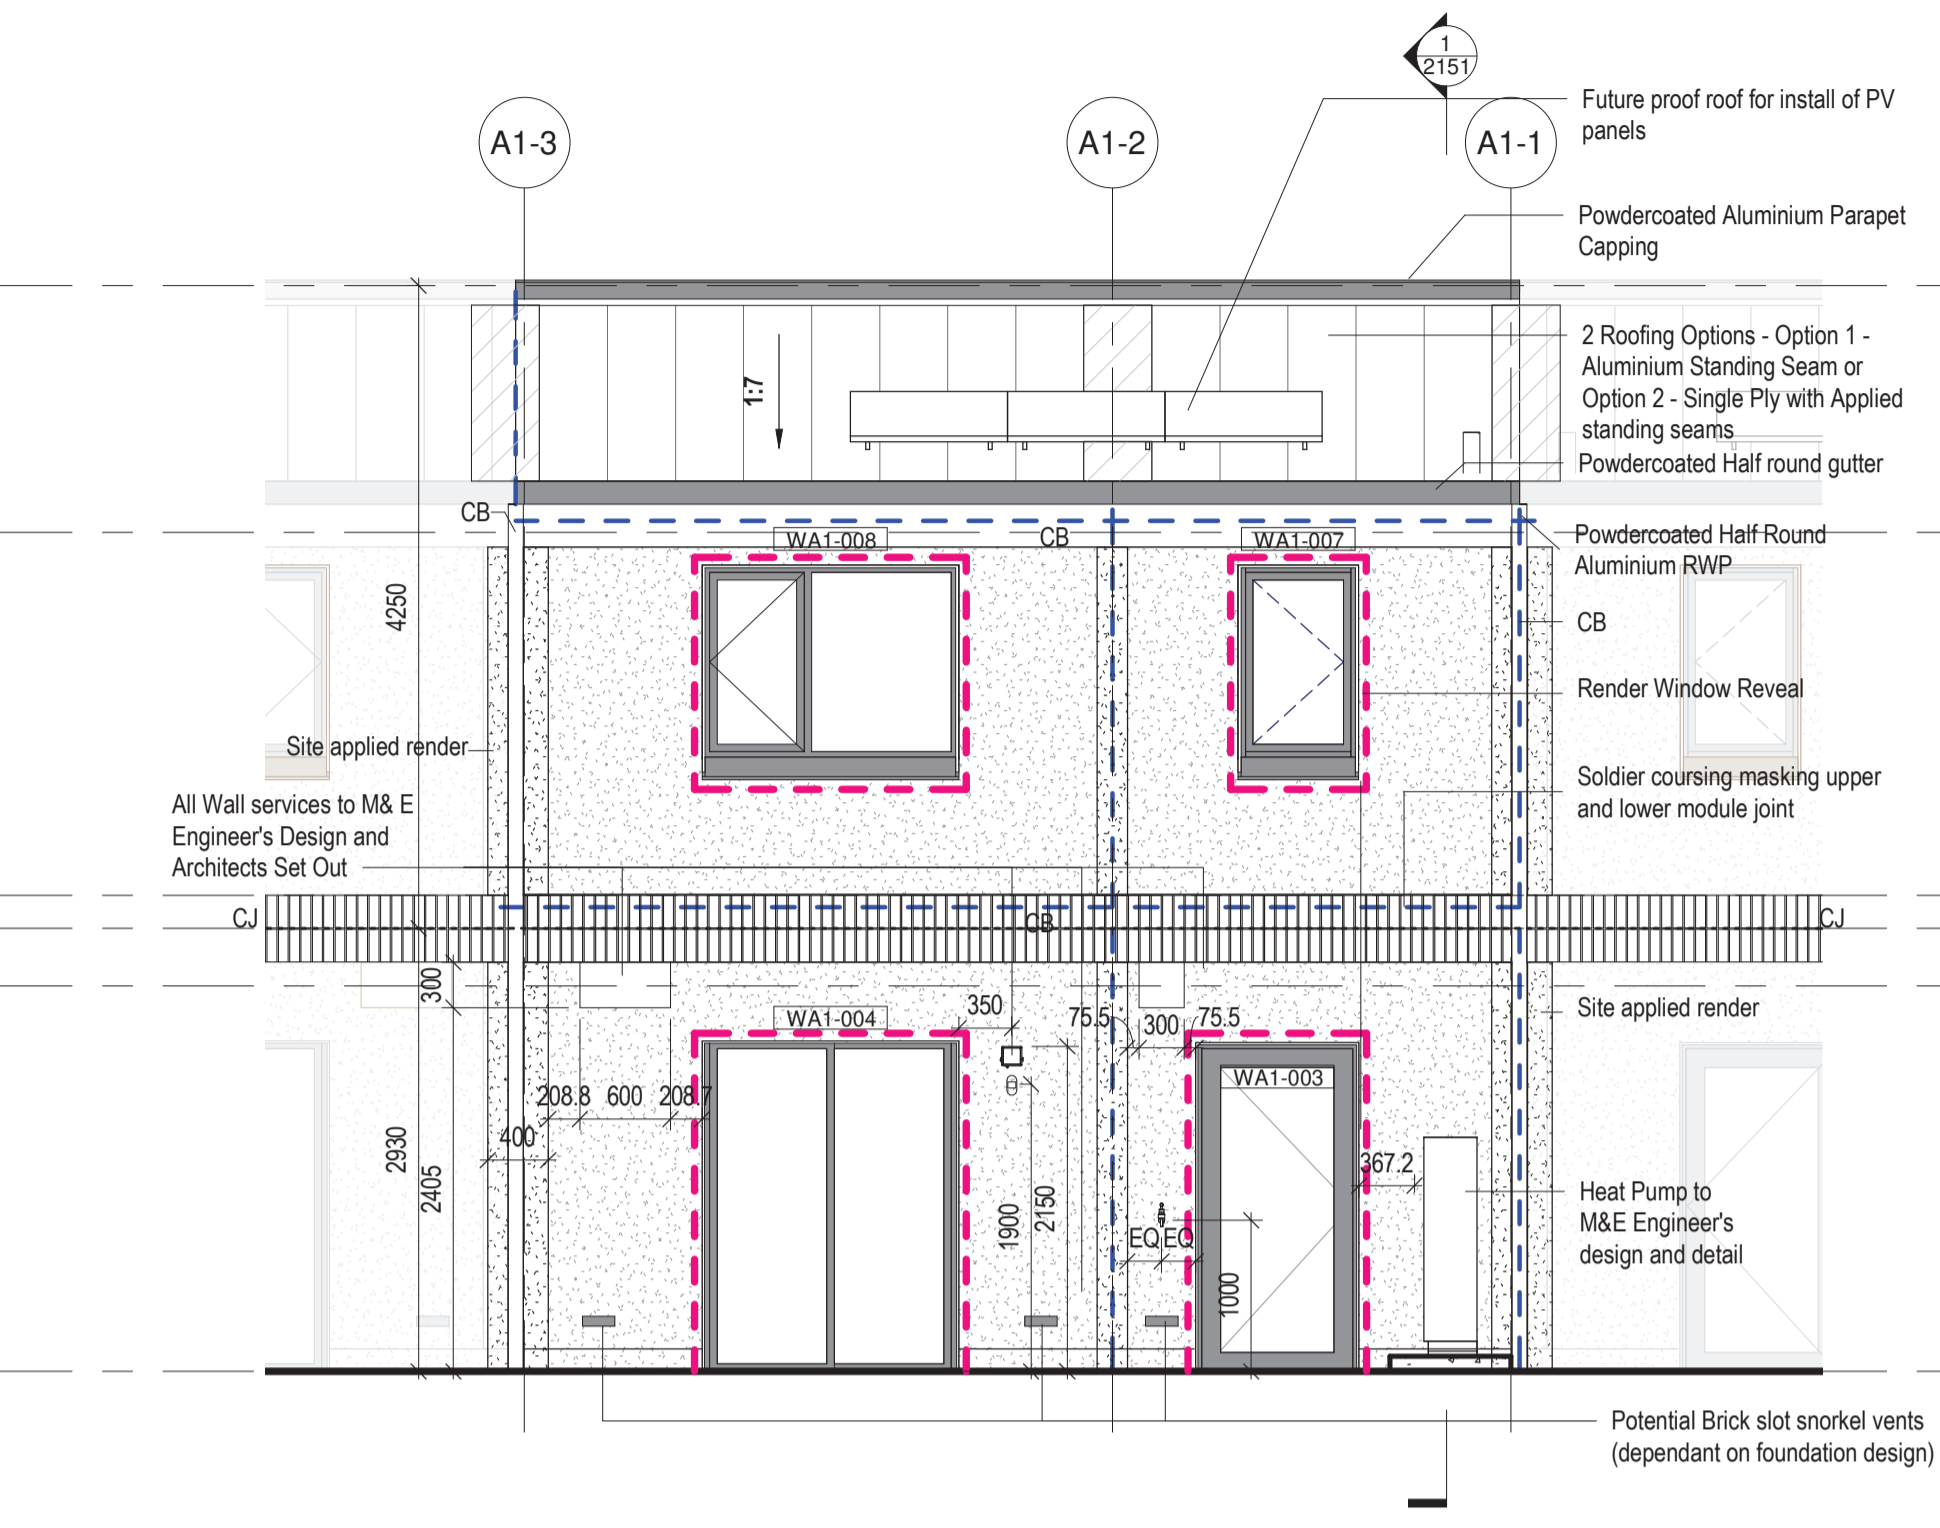 1
2151
Future proof roof for install of PV
panels
A1-3
A1-2
A1-1
Powdercoated Aluminium Parapet
Capping
2 Roofing Options - Option 1 -
Aluminium Standing Seam or
Option 2 - Single Ply with Applied
standing seams
1:7
Powdercoated Half round gutter
CB
WA1-008
CB
WA1-007
Powdercoated Half Round
Aluminium RWP
4250
CB
Render Window Reveal
Site applied render
Soldier coursing masking upper
and lower module joint
All Wall services to M& E
Engineer's Design and
Architects Set Out
CJ
CB
CJ
300
350
WA1-004
75.5
300
75.5
Site applied render
WA1-003
208.8
600
208.7
400
2930
2405
367.2
1900
2150
EQ
EQ
1000
Heat Pump to
M&E Engineer's
design and detail
Potential Brick slot snorkel vents
(dependant on foundation design)